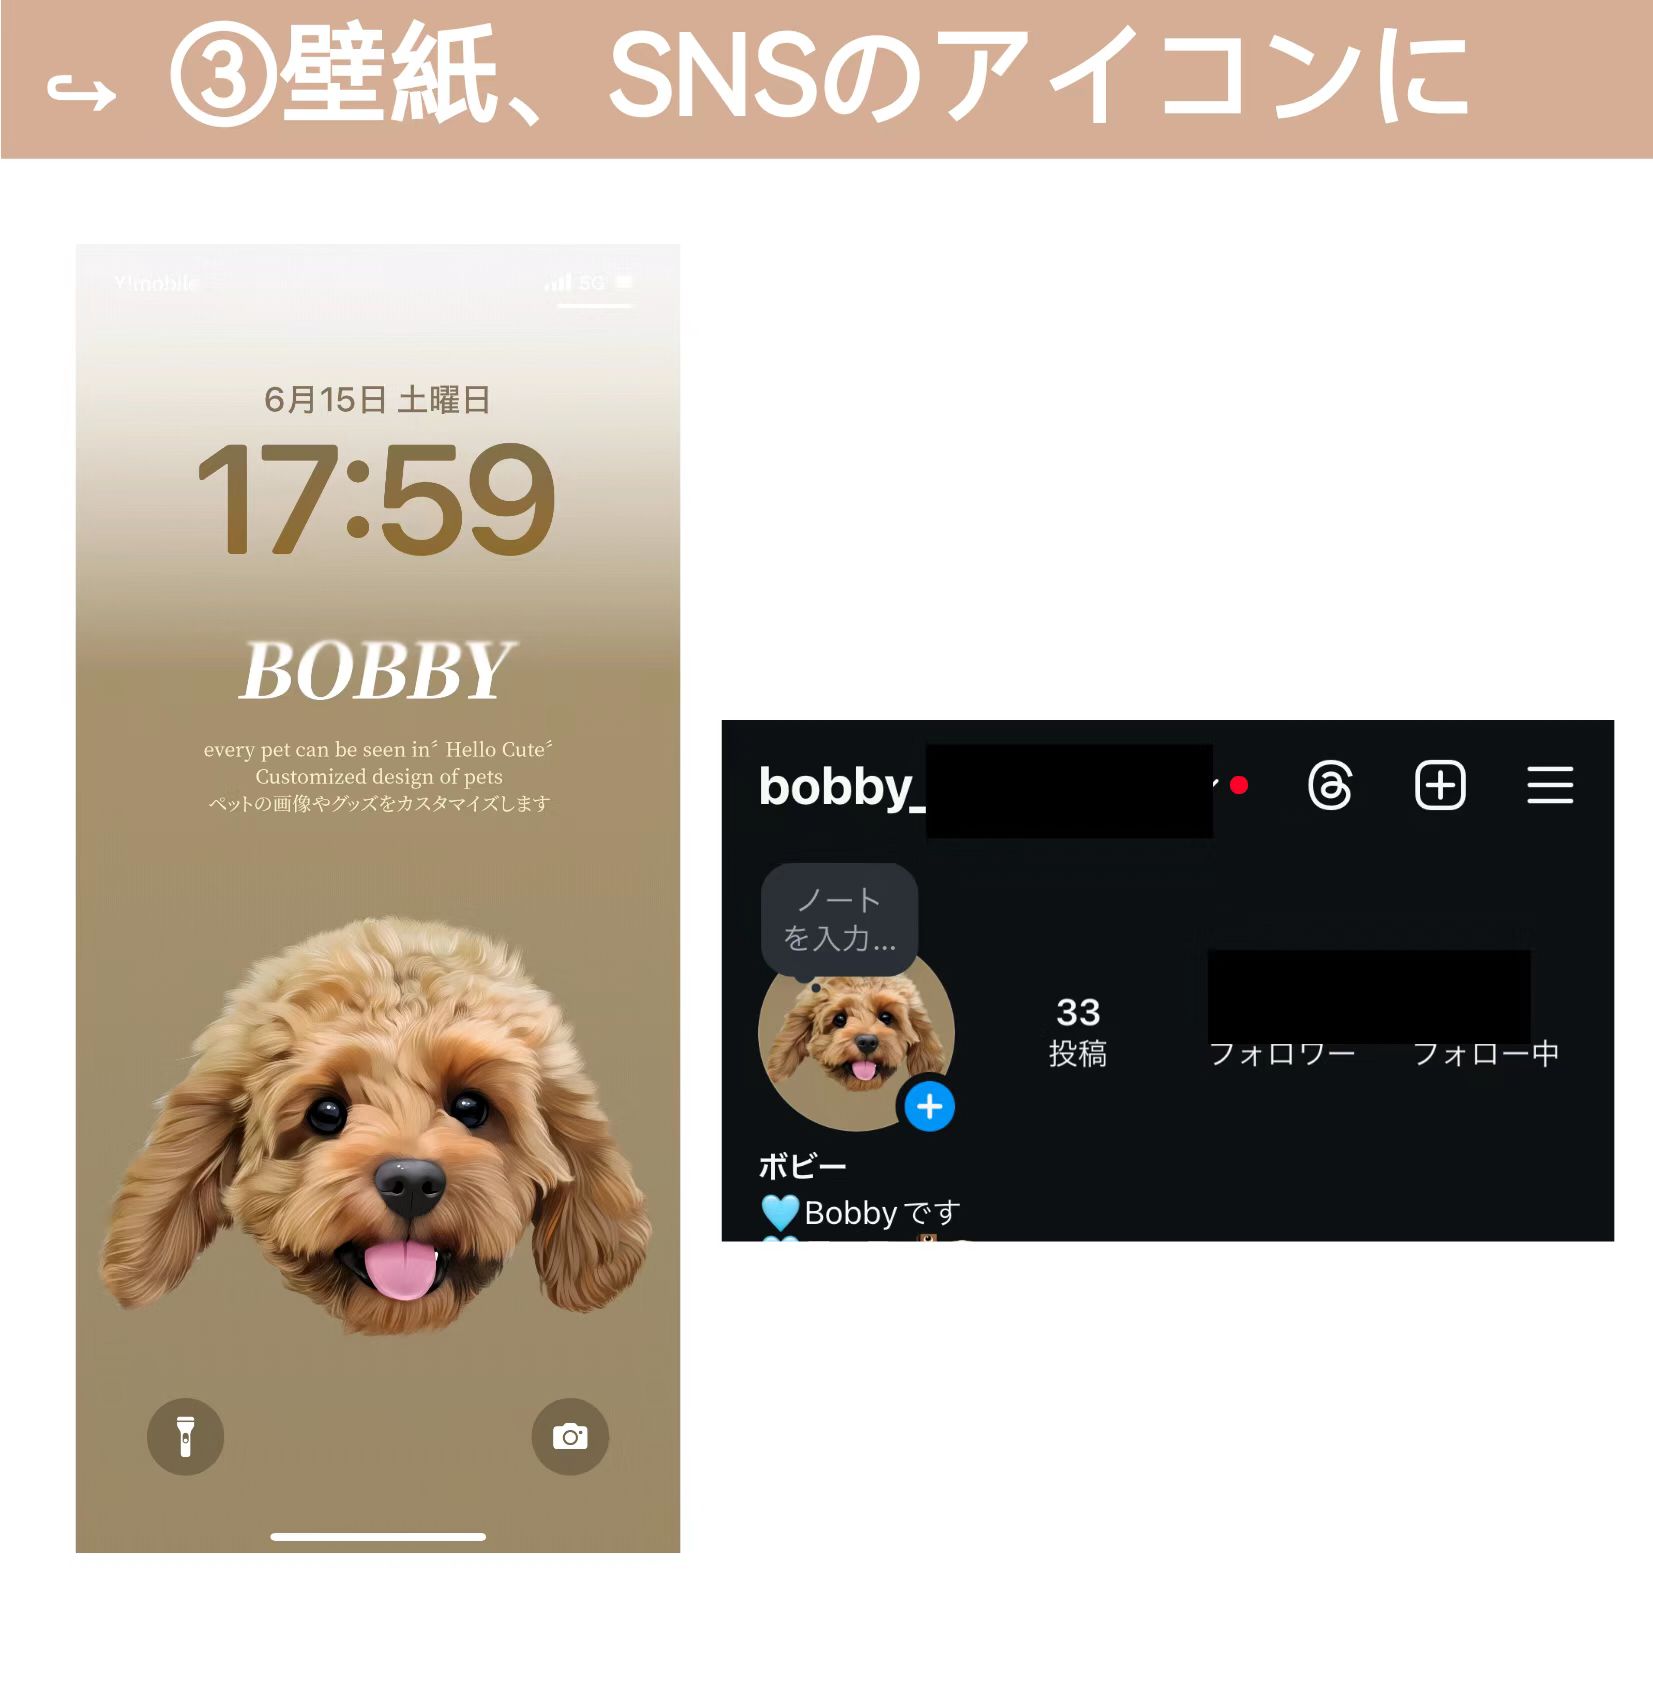 ↪ ③壁紙、SNSのアイコンに
Y!mobile
5G
6月15日 土曜日
17:59
BOBBY
every pet can be seen in〞Hello Cute〞
Customized design of pets
ペットの画像やグッズをカスタマイズします
bobby_
ノート
を入力...
33
投稿
フォロワー
フォロー中
ボビー
🩵Bobbyです